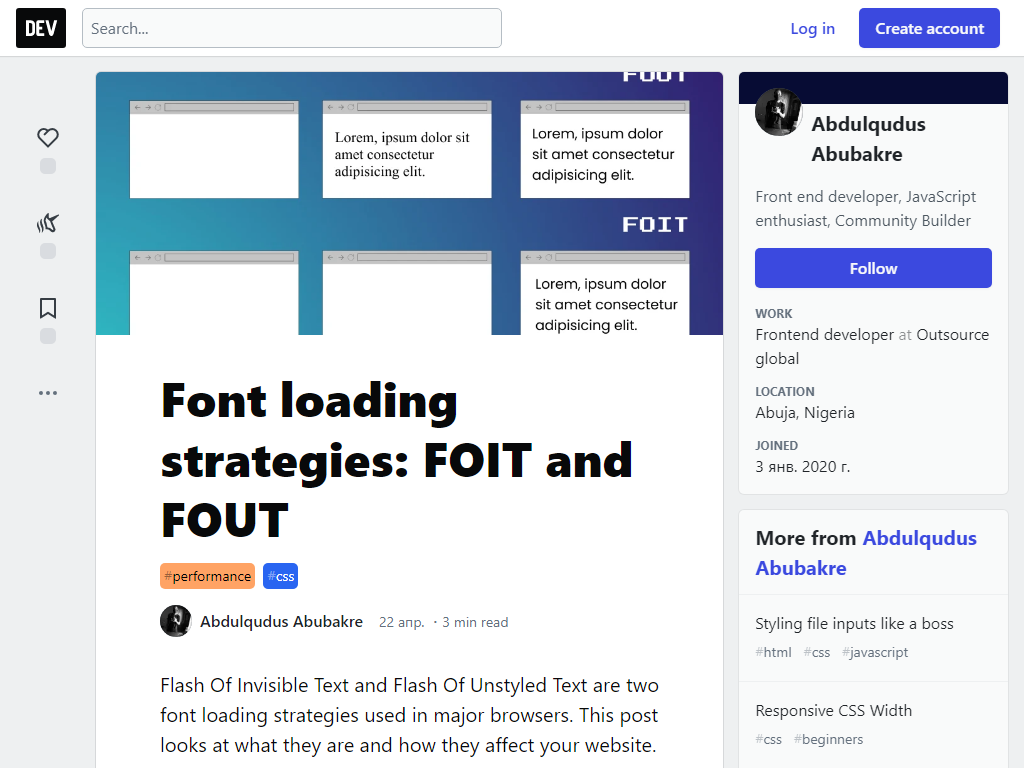 DEV
Search...
Log in
Create account
FOUT
Lorem, ipsum dolor sit
amet consectetur
adipisicing elit.
Lorem, ipsum dolor
sit amet consectetur
adipisicing elit.
FOIT
Lorem, ipsum dolor
sit amet consectetur
adipisicing elit.
Font loading
strategies: FOIT and
FOUT
#performance #css
Abdulqudus Abubakre 22 апр. · 3 min read
Flash Of Invisible Text and Flash Of Unstyled Text are two
font loading strategies used in major browsers. This post
looks at what they are and how they affect your website.
Abdulqudus
Abubakre
Front end developer, JavaScript
enthusiast, Community Builder
Follow
WORK
Frontend developer at Outsource
global
LOCATION
Abuja, Nigeria
JOINED
3 янв. 2020 г.
More from Abdulqudus
Abubakre
Styling file inputs like a boss
#html #css #javascript
Responsive CSS Width
#css #beginners